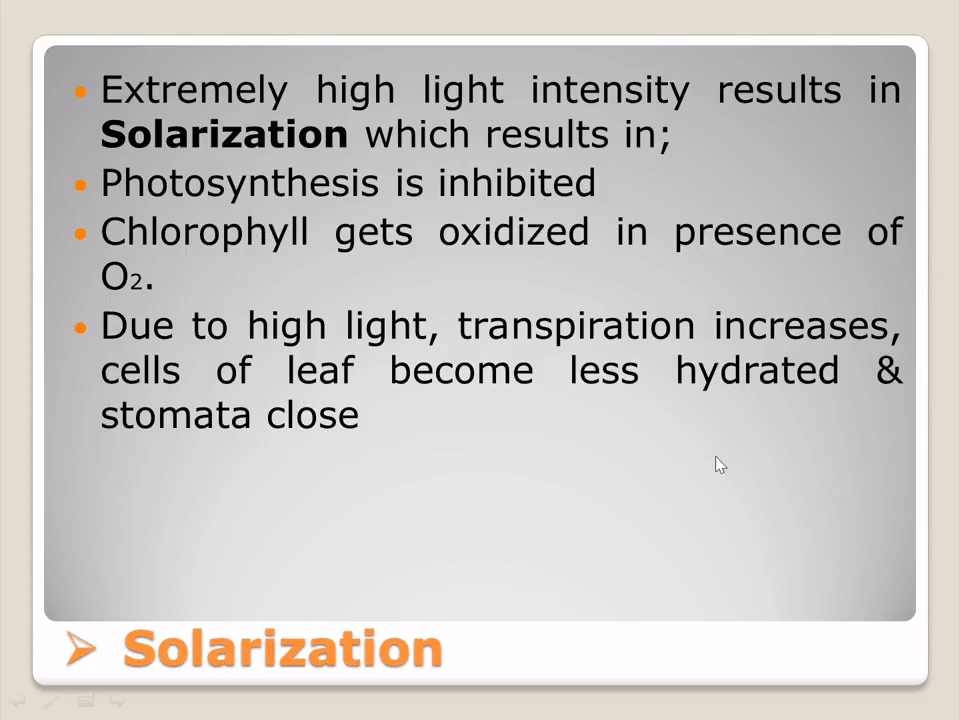 • Extremely high light intensity results in
Solarization which results in;
• Photosynthesis is inhibited
• Chlorophyll gets oxidized in presence of
O₂.
• Due to high light, transpiration increases,
cells of leaf become less hydrated &
stomata close
➢ Solarization